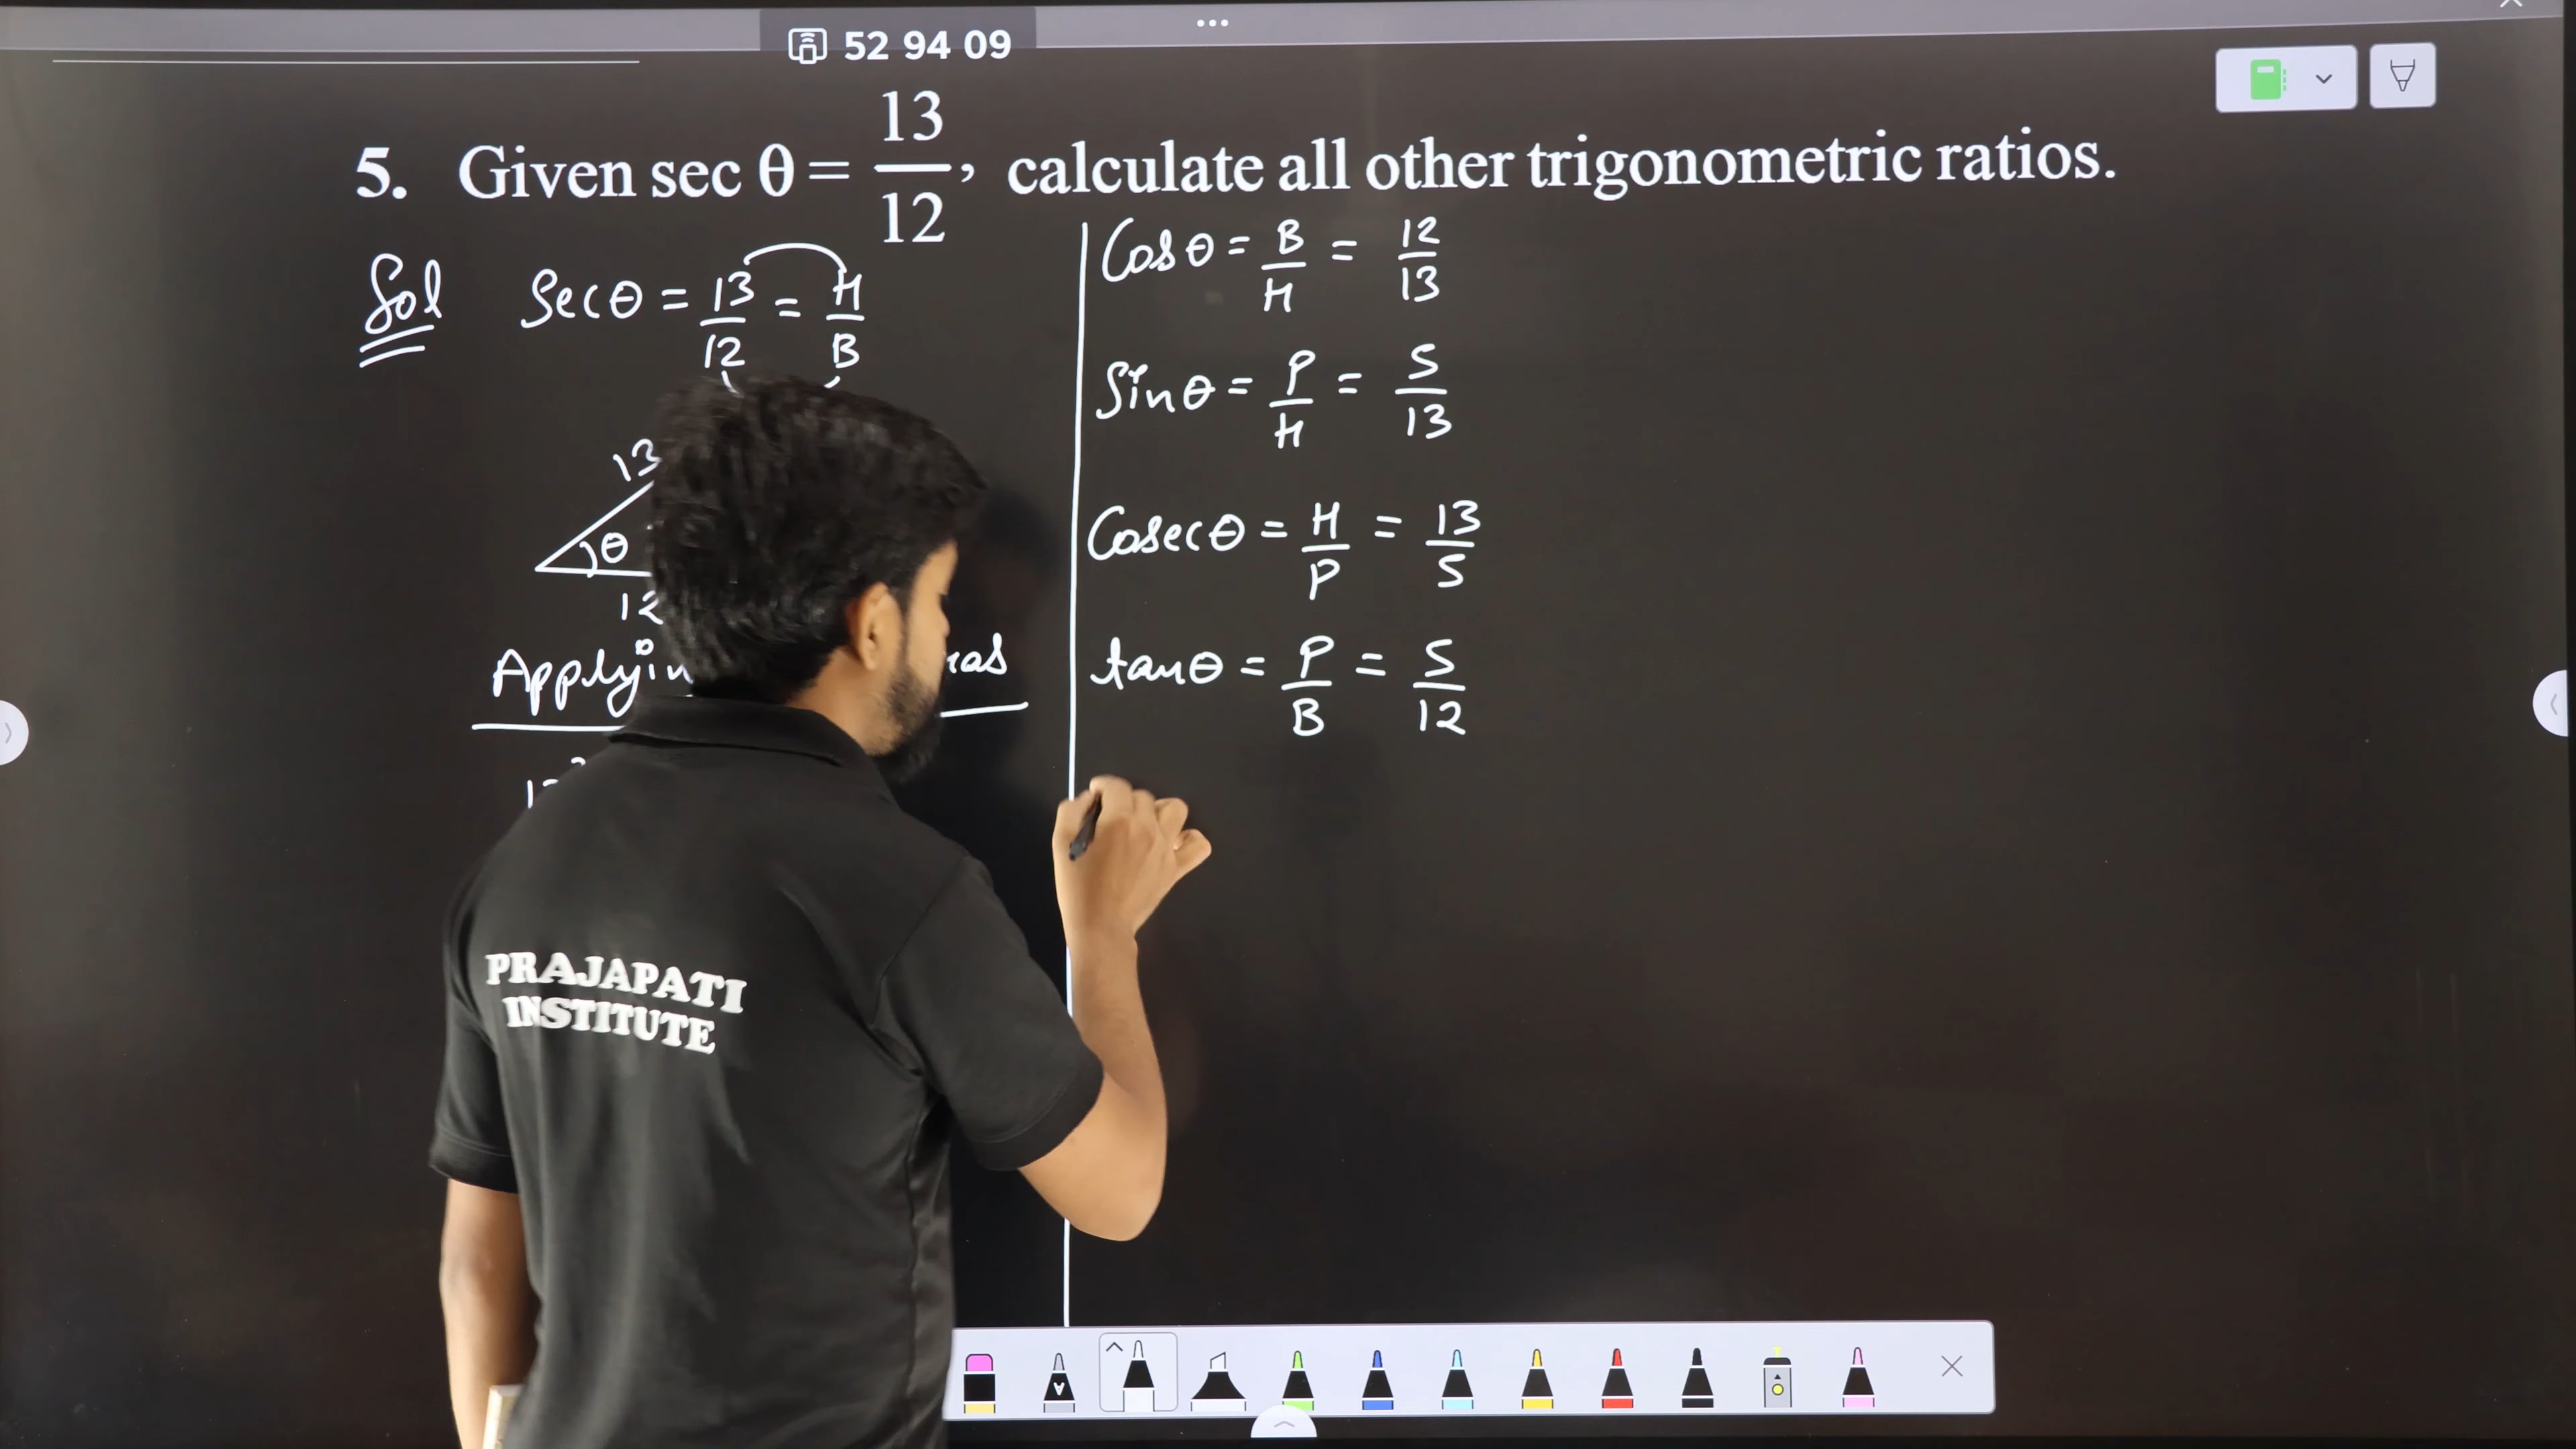 52 94 09
5. Given sec θ = 13/12, calculate all other trigonometric ratios.
Sol
Secθ = 13/12 = H/B
13
θ
12
Cosθ = B/H = 12/13
Sinθ = P/H = 5/13
Cosecθ = H/P = 13/5
tanθ = P/B = 5/12
PRAJAPATI
INSTITUTE